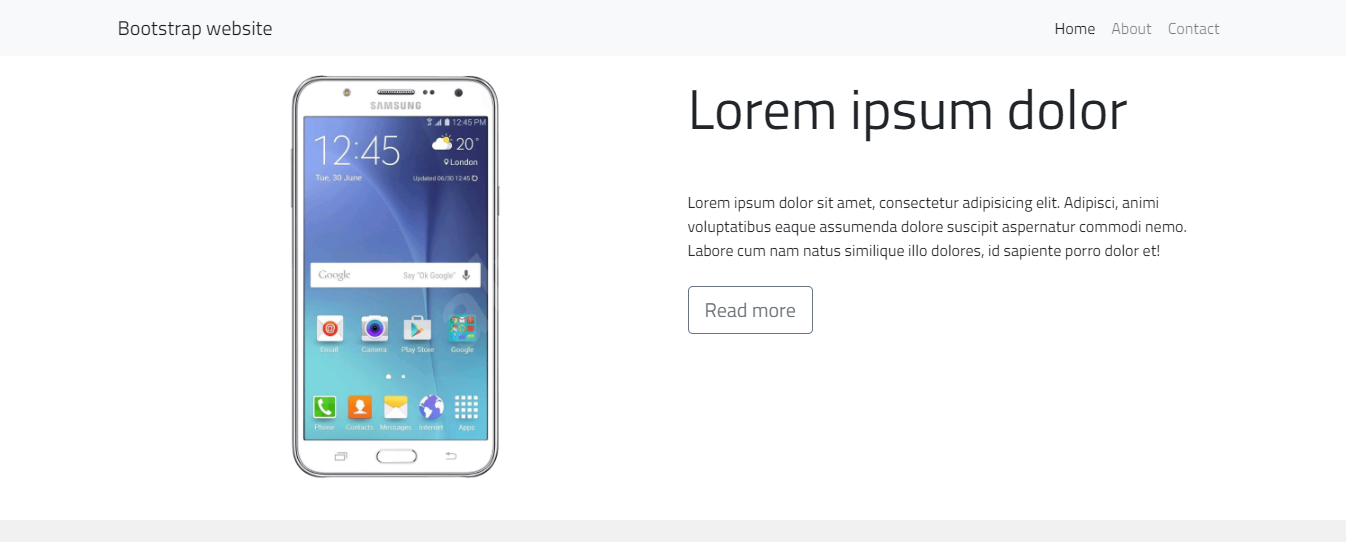 Bootstrap website
Home About Contact
SAMSUNG
12:45 PM
12:45
20°
London
Tue, 30 June
Updated 06/30 12:45
Google Say "Ok Google"
Email Camera Play Store Google
Phone Contacts Messages Internet Apps
Lorem ipsum dolor
Lorem ipsum dolor sit amet, consectetur adipisicing elit. Adipisci, animi
voluptatibus eaque assumenda dolore suscipit aspernatur commodi nemo.
Labore cum nam natus similique illo dolores, id sapiente porro dolor et!
Read more